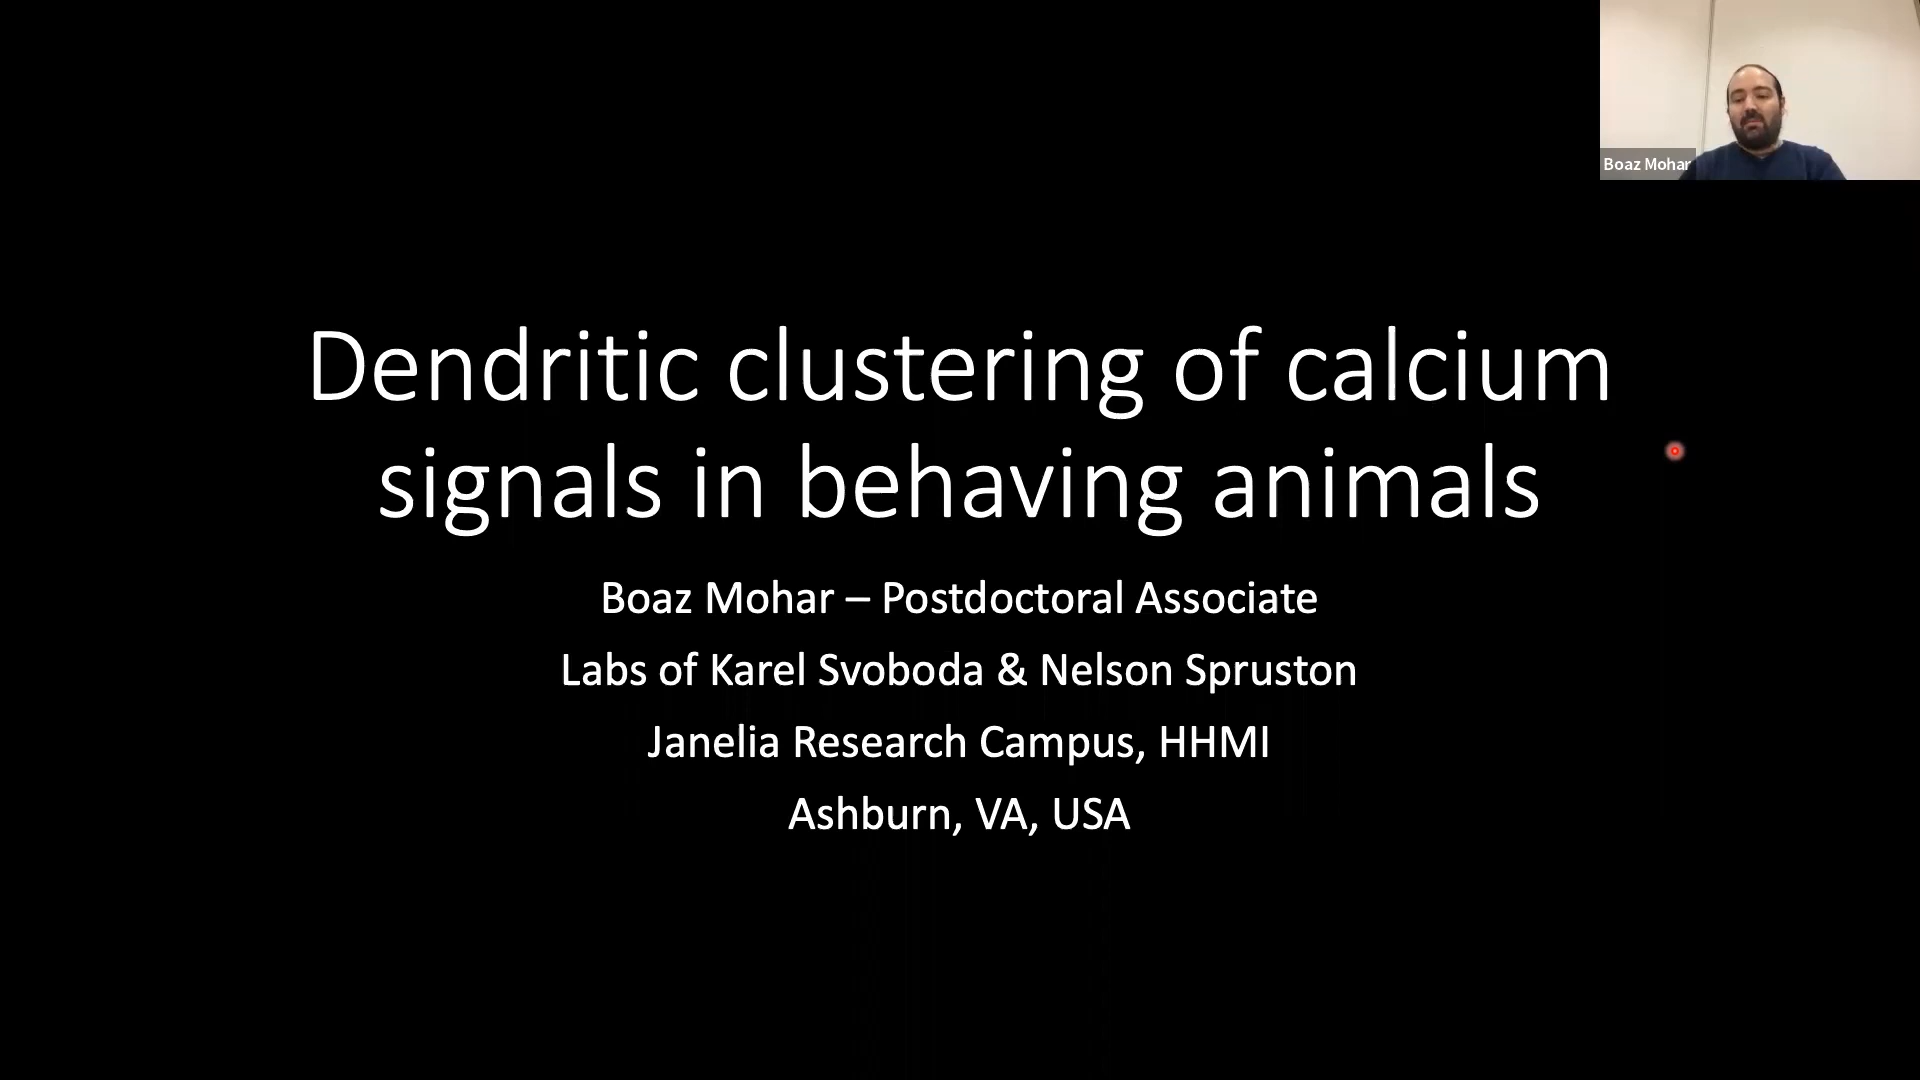 Boaz Mohar
Dendritic clustering of calcium
signals in behaving animals
Boaz Mohar – Postdoctoral Associate
Labs of Karel Svoboda & Nelson Spruston
Janelia Research Campus, HHMI
Ashburn, VA, USA